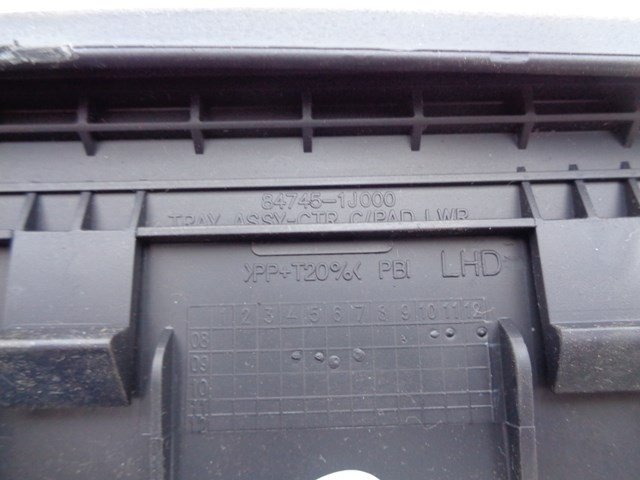 84745-1J000
TRAY ASSY-CTR C/PAD LWR
>PP+T20%< PBI LHD
1 2 3 4 5 6 7 8 9 10 11 12
08
09
10